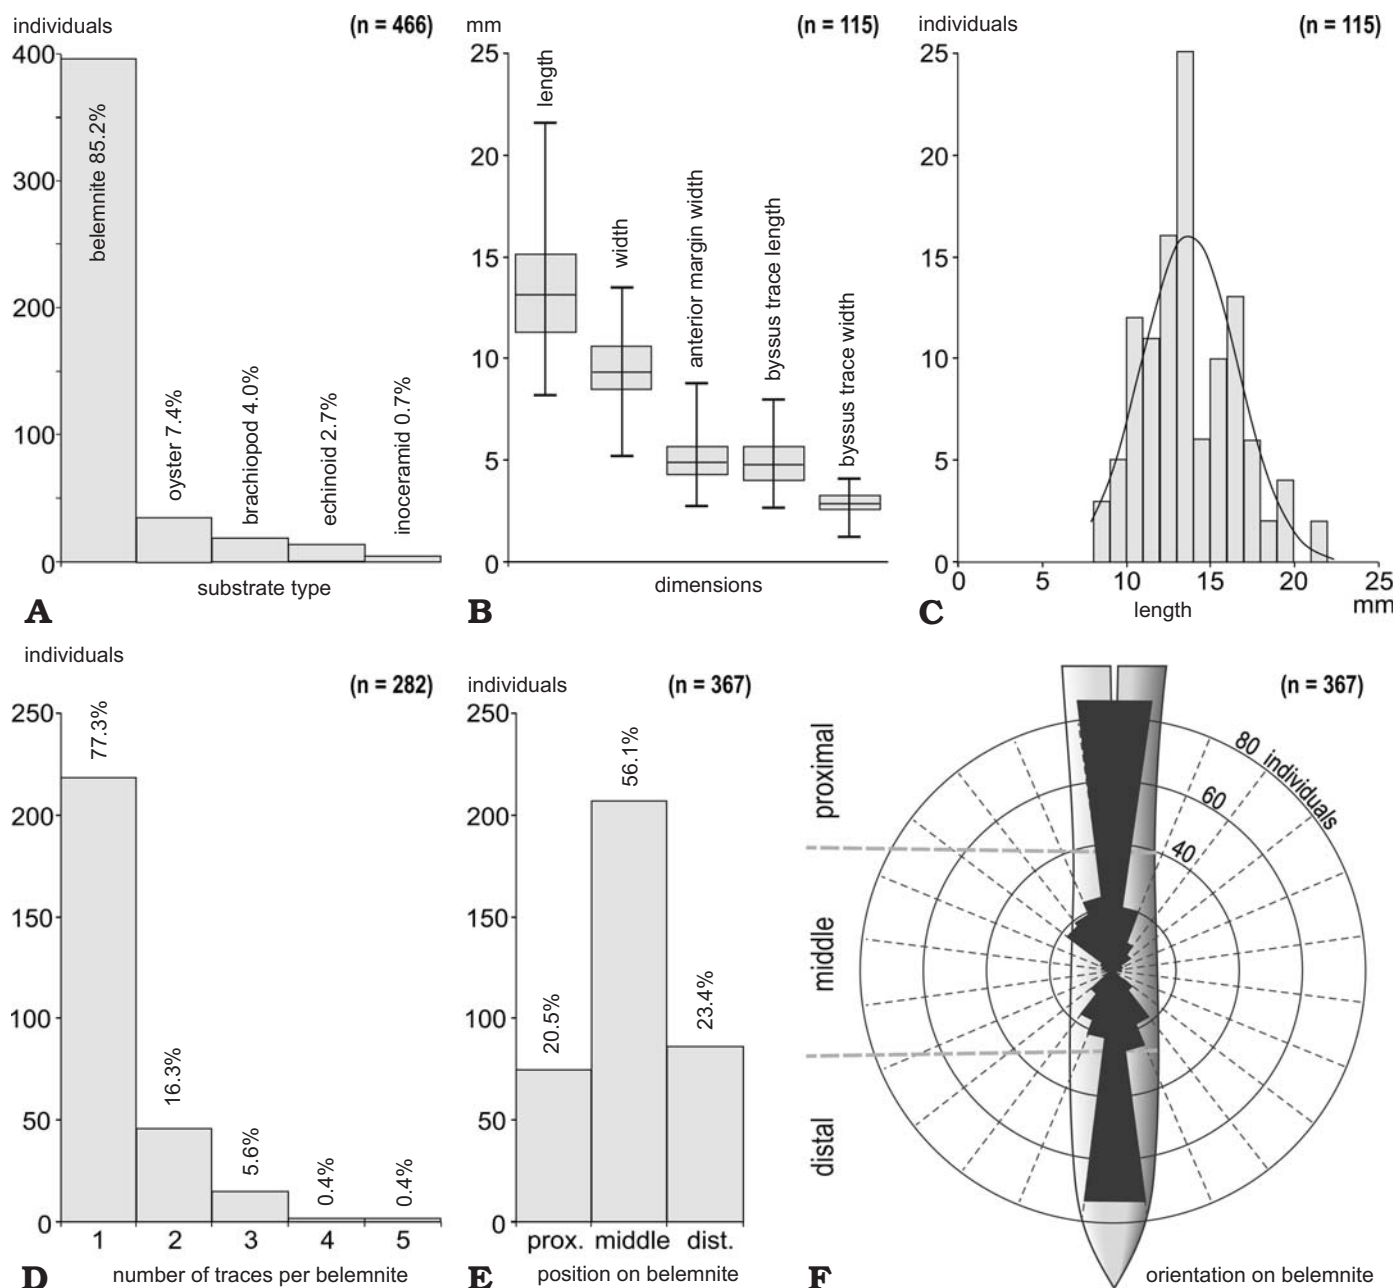 individuals
(n = 466)
400
300
200
100
0
belemnite 85.2%
oyster 7.4%
brachiopod 4.0%
echinoid 2.7%
inoceramid 0.7%
substrate type
A
mm
(n = 115)
25
20
15
10
5
0
length
width
anterior margin width
byssus trace length
byssus trace width
dimensions
B
individuals
(n = 115)
25
20
15
10
5
0
0 5 10 15 20 25
mm
length
C
individuals
(n = 282)
250
200
150
100
50
0
77.3%
16.3%
5.6%
0.4%
0.4%
1 2 3 4 5
number of traces per belemnite
D
individuals
(n = 367)
250
200
150
100
50
0
20.5%
56.1%
23.4%
prox. middle dist.
position on belemnite
E
(n = 367)
proximal
middle
distal
80 individuals
60
40
orientation on belemnite
F